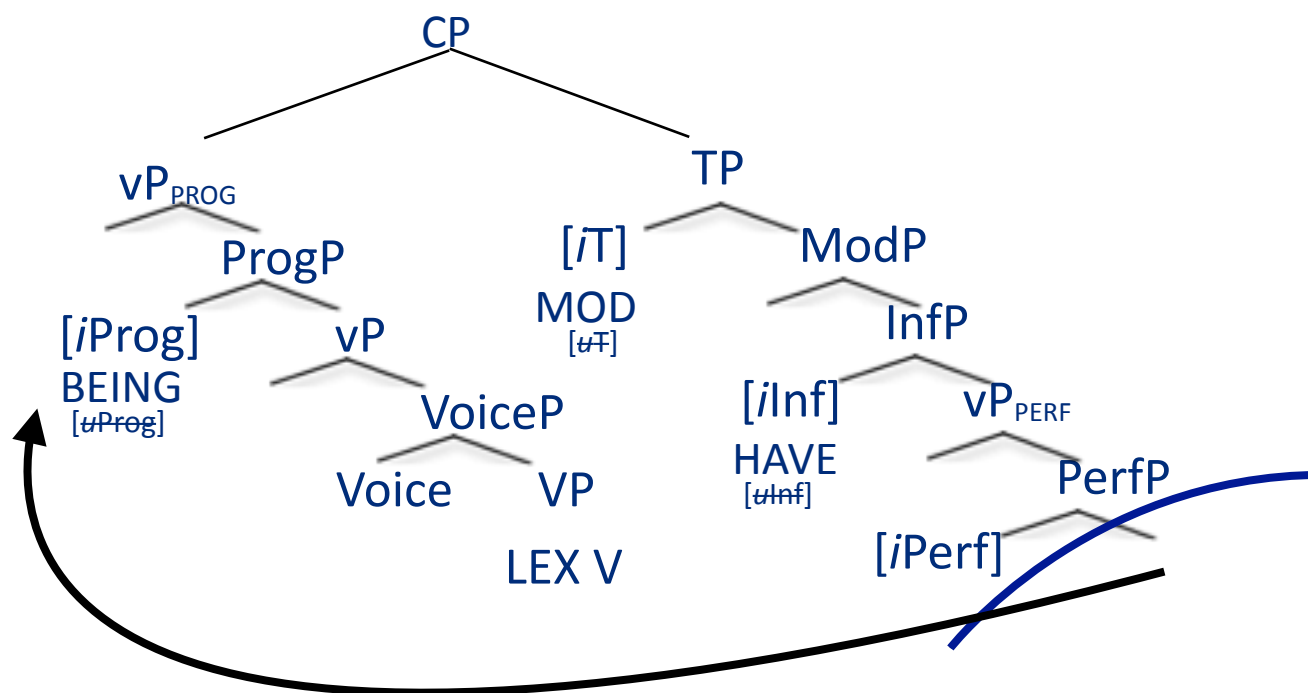 CP
vPPROG
TP
ProgP
[iT]
ModP
[iProg]
vP
MOD
InfP
BEING
[uT]
[uProg]
VoiceP
[iInf]
vPPERF
Voice
VP
HAVE
PerfP
[uInf]
LEX V
[iPerf]